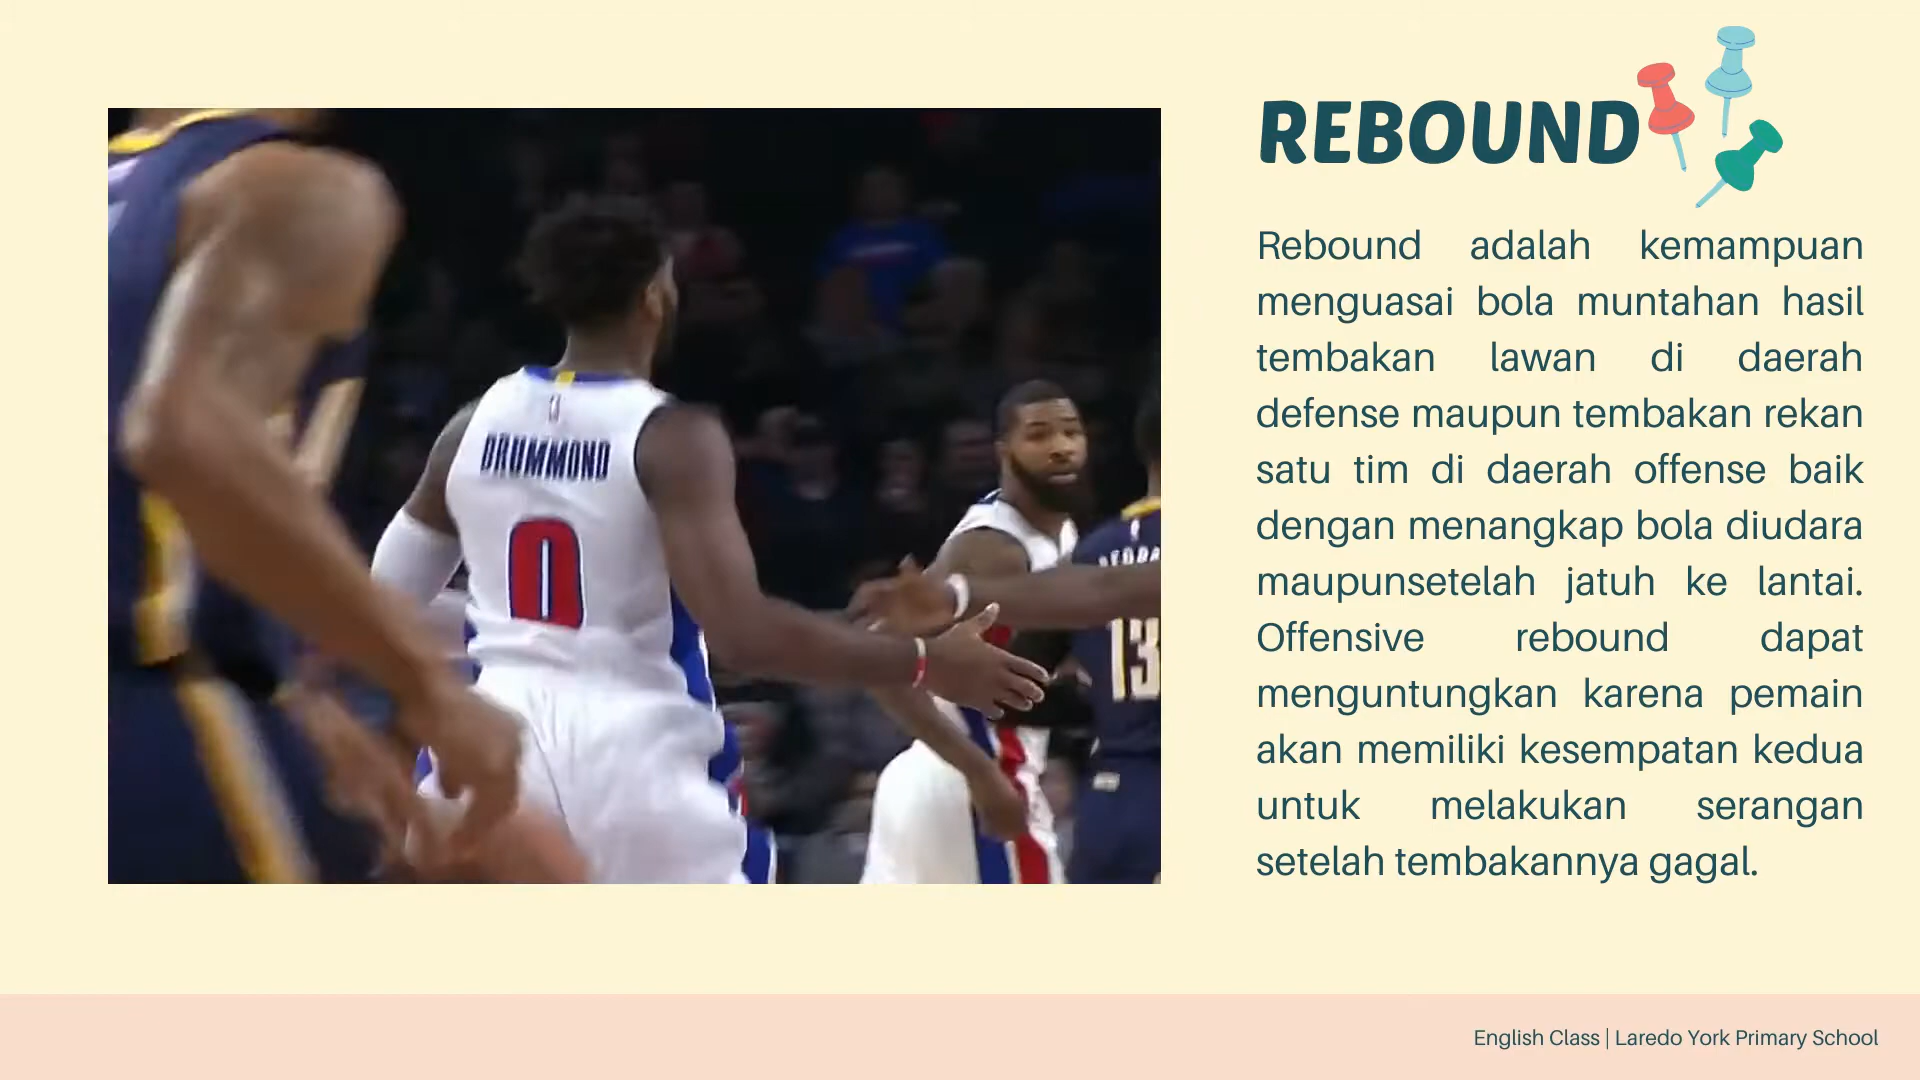 REBOUND
Rebound adalah kemampuan
menguasai bola muntahan hasil
tembakan lawan di daerah
defense maupun tembakan rekan
satu tim di daerah offense baik
dengan menangkap bola diudara
maupunsetelah jatuh ke lantai.
Offensive rebound dapat
menguntungkan karena pemain
akan memiliki kesempatan kedua
untuk melakukan serangan
setelah tembakannya gagal.
DRUMMOND
0
13
English Class | Laredo York Primary School